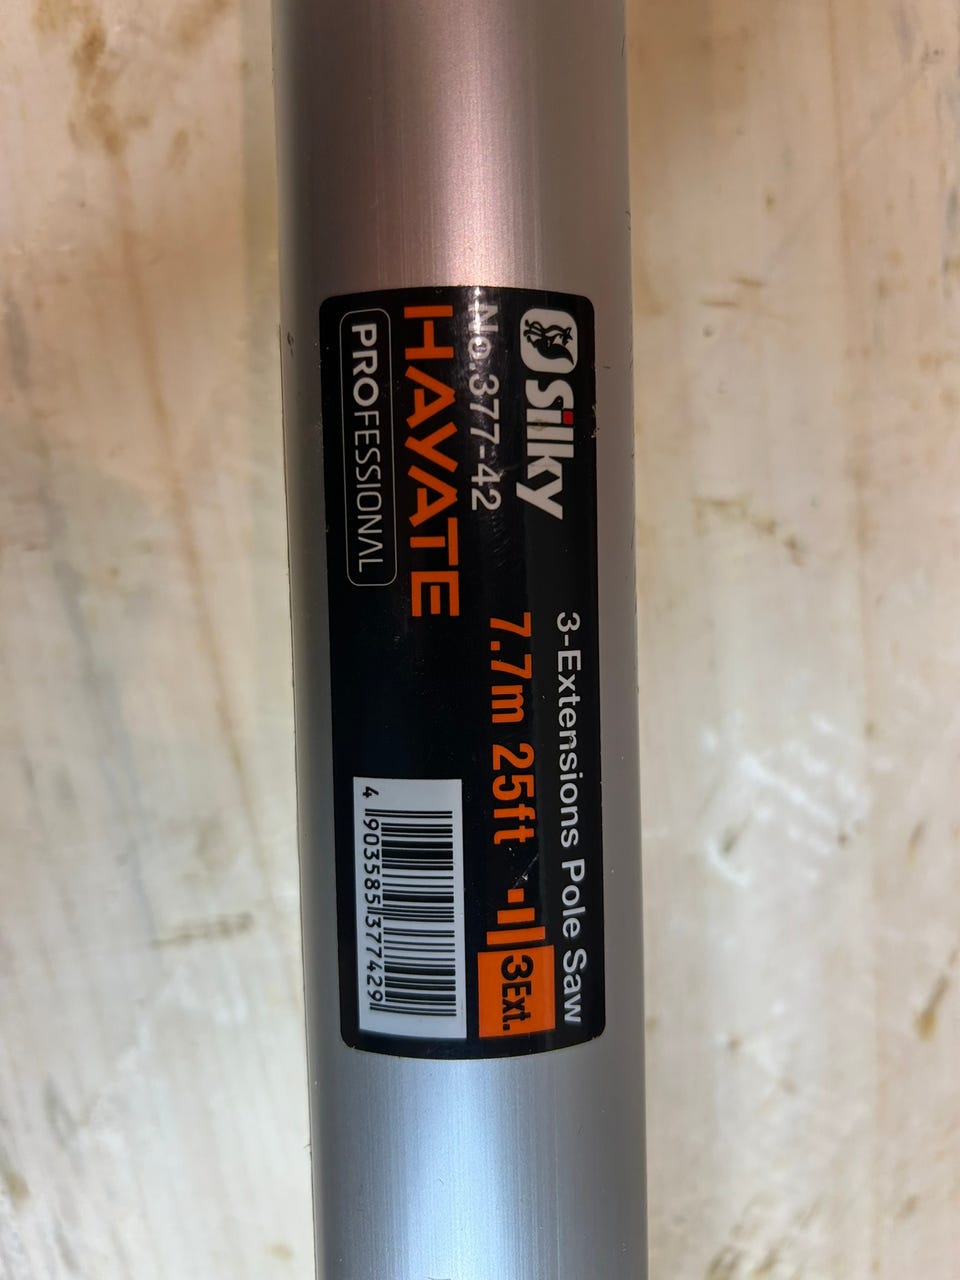 Silky
No.377-42
HAYATE
PROFESSIONAL
3-Extensions Pole Saw
7.7m 25ft
3Ext.
4 903585 377429